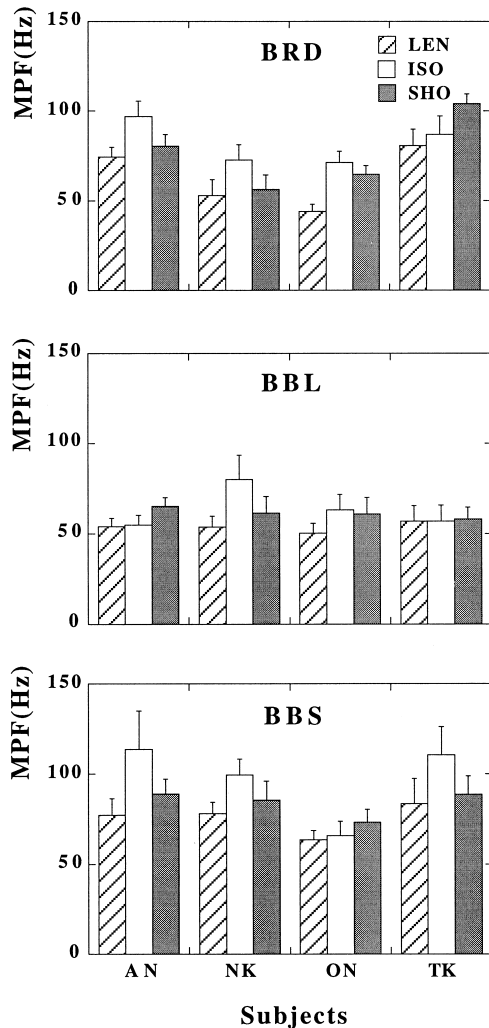 150
BRD
LEN
ISO
SHO
MPF(Hz)
100
50
0
150
BBL
MPF(Hz)
100
50
0
150
BBS
MPF(Hz)
100
50
0
AN NK ON TK
Subjects